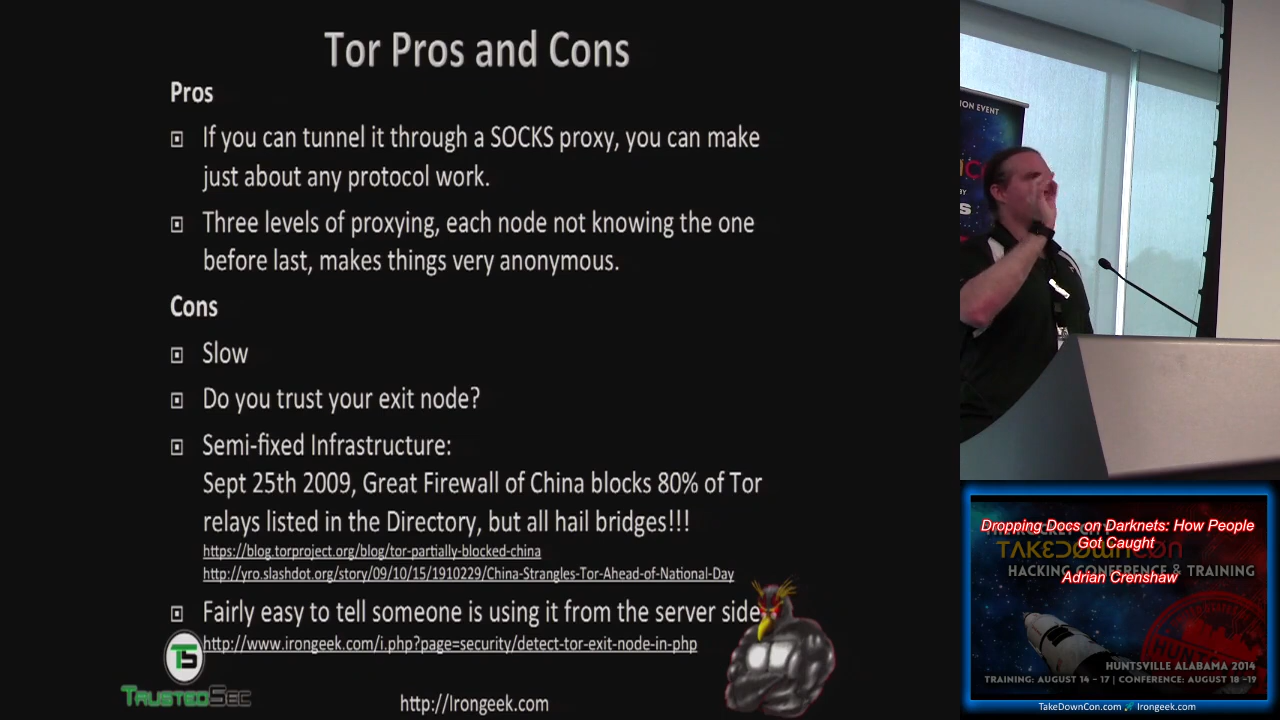 Tor Pros and Cons
Pros
If you can tunnel it through a SOCKS proxy, you can make
just about any protocol work.
Three levels of proxying, each node not knowing the one
before last, makes things very anonymous.
Cons
Slow
Do you trust your exit node?
Semi-fixed Infrastructure:
Sept 25th 2009, Great Firewall of China blocks 80% of Tor
relays listed in the Directory, but all hail bridges!!!
https://blog.torproject.org/blog/tor-partially-blocked-china
http://yro.slashdot.org/story/09/10/15/1910229/China-Strangles-Tor-Ahead-of-National-Day
Fairly easy to tell someone is using it from the server side
http://www.irongeek.com/i.php?page=security/detect-tor-exit-node-in-php
TS
TRUSTEDSEC
http://Irongeek.com
ION EVENT
BY
S
Dropping Docs on Darknets: How People
Got Caught
TAKEDOWNCON
HACKING CONFERENCE & TRAINING
Adrian Crenshaw
HUNTSVILLE ALABAMA 2014
TRAINING: AUGUST 14 - 17 | CONFERENCE: AUGUST 18 -19
TakeDownCon.com Irongeek.com